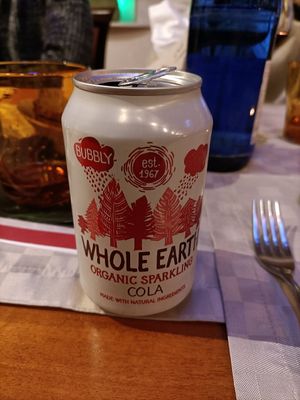 BUBBLY
est.
1967
WHOLE EARTH
ORGANIC SPARKLING
COLA
MADE WITH NATURAL INGREDIENTS